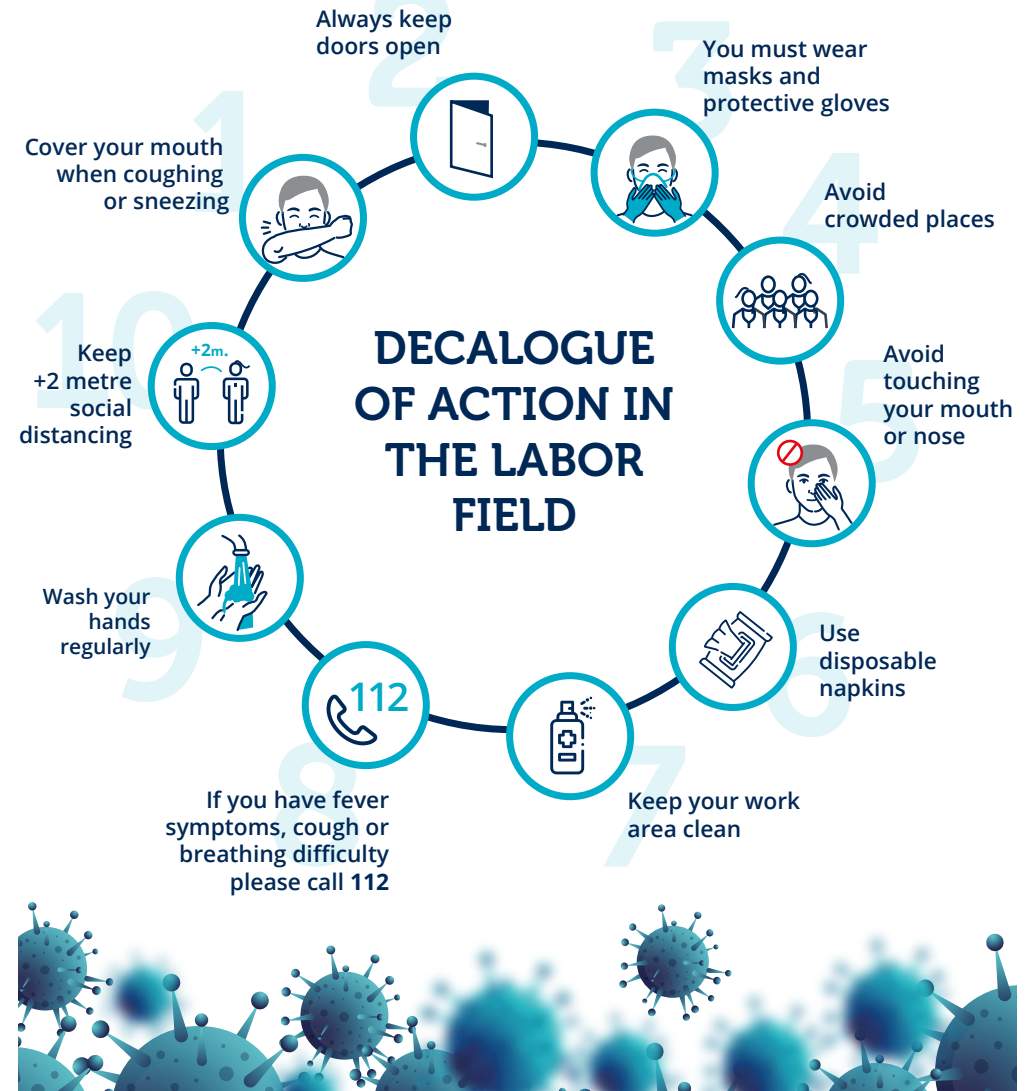 DECALOGUE
OF ACTION IN
THE LABOR
FIELD
1
Cover your mouth
when coughing
or sneezing
2
Always keep
doors open
3
You must wear
masks and
protective gloves
4
Avoid
crowded places
5
Avoid
touching
your mouth
or nose
6
Use
disposable
napkins
7
Keep your work
area clean
8
112
If you have fever
symptoms, cough or
breathing difficulty
please call 112
9
Wash your
hands
regularly
10
+2m.
Keep
+2 metre
social
distancing